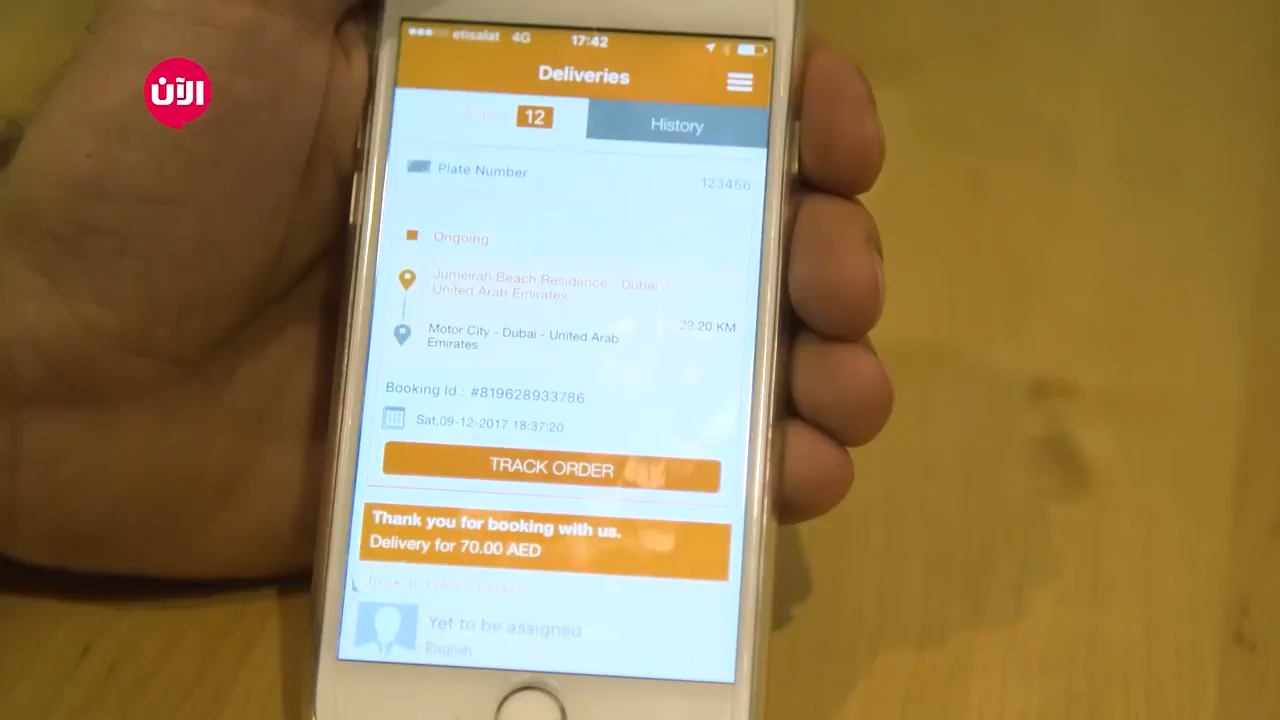 الآن
etisalat 4G 17:42
Deliveries
12
History
Plate Number
123456
Ongoing
Jumeirah Beach Residence - Dubai
United Arab Emirates
22.20 KM
Motor City - Dubai - United Arab
Emirates
Booking Id : #819628933786
Sat,09-12-2017 18:37:20
TRACK ORDER
Thank you for booking with us.
Delivery for 70.00 AED
Yet to be assigned
English